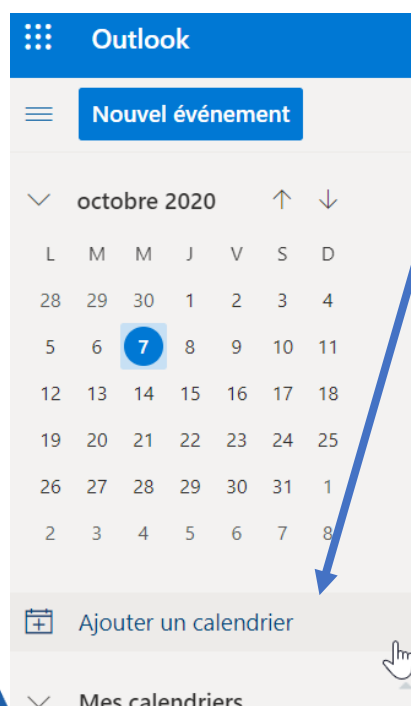 Outlook
Nouvel événement
octobre 2020
L M M J V S D
28 29 30 1 2 3 4
5 6 7 8 9 10 11
12 13 14 15 16 17 18
19 20 21 22 23 24 25
26 27 28 29 30 31 1
2 3 4 5 6 7 8
Ajouter un calendrier
Mes calendriers